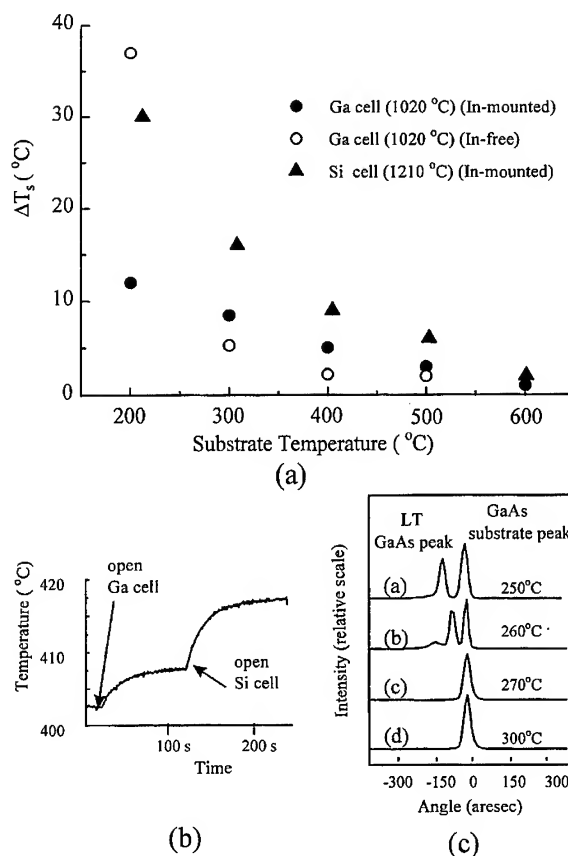 40
30
20
10
0
ΔTs ( °C)
● Ga cell (1020 °C) (In-mounted)
○ Ga cell (1020 °C) (In-free)
▲ Si cell (1210 °C) (In-mounted)
200 300 400 500 600
Substrate Temperature ( °C)
(a)
Temperature (°C)
420
410
400
open
Ga cell
open
Si cell
100 s 200 s
Time
(b)
Intensity (relative scale)
LT
GaAs peak
GaAs
substrate peak
(a) 250°C
(b) 260°C
(c) 270°C
(d) 300°C
-300 -150 0 150 300
Angle (aresec)
(c)